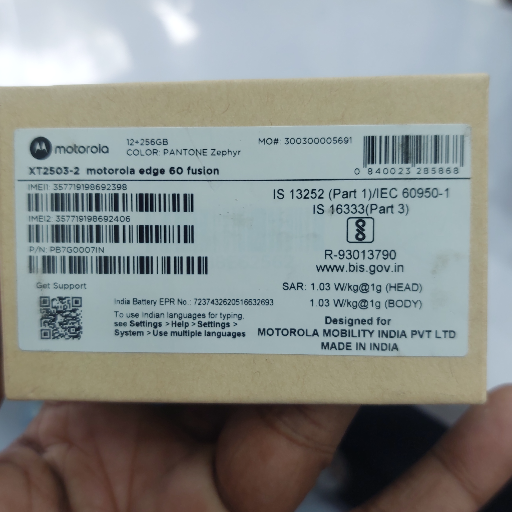 motorola
12+256GB
COLOR: PANTONE Zephyr
MO#: 300300005691
0 840023 285868
XT2503-2 motorola edge 60 fusion
IMEI1: 357719198692398
IMEI2: 357719198692406
P/N: PB7G0007IN
IS 13252 (Part 1)/IEC 60950-1
IS 16333(Part 3)
R-93013790
www.bis.gov.in
SAR: 1.03 W/kg@1g (HEAD)
1.03 W/kg@1g (BODY)
Get Support
India Battery EPR No.: 7237432620516632693
To use Indian languages for typing,
see Settings > Help > Settings >
System > Use multiple languages
Designed for
MOTOROLA MOBILITY INDIA PVT LTD
MADE IN INDIA